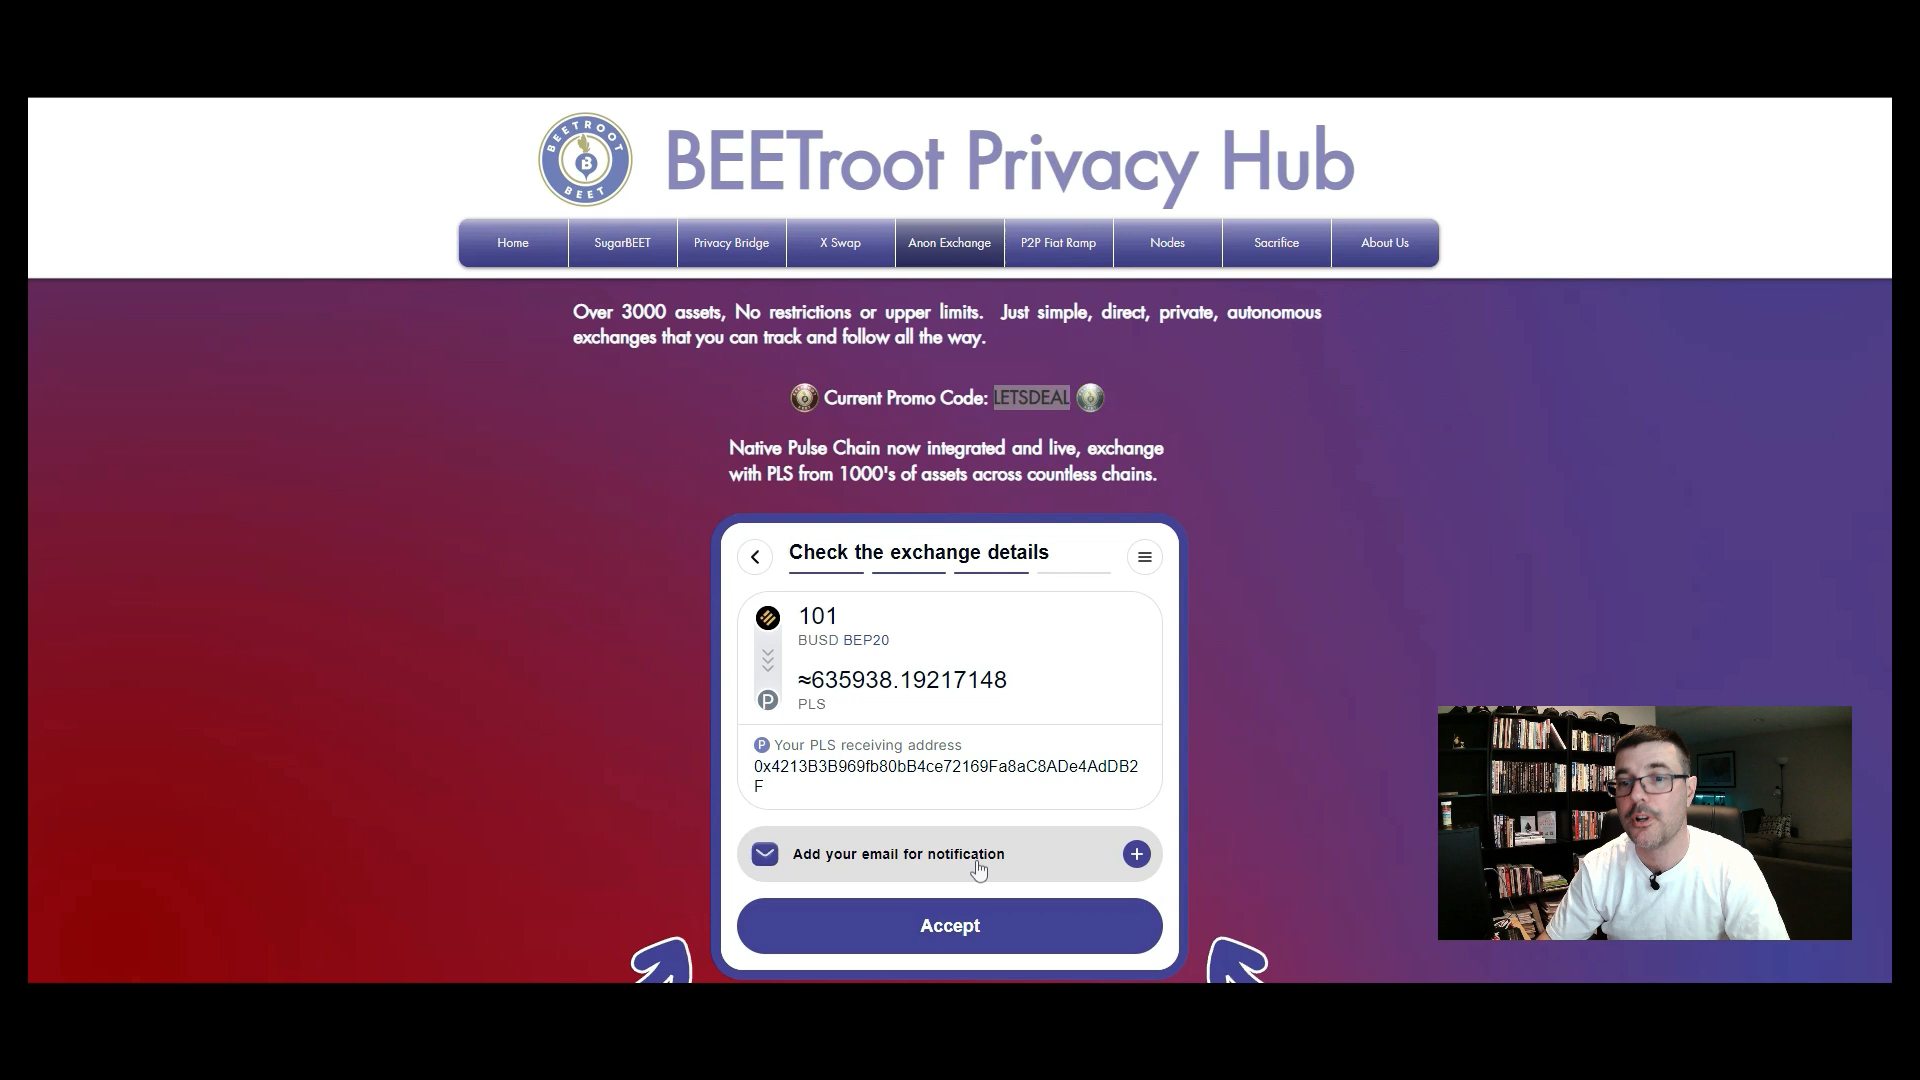 BEETROOT
B
BEET
BEETroot Privacy Hub
Home SugarBEET Privacy Bridge X Swap Anon Exchange P2P Fiat Ramp Nodes Sacrifice About Us
Over 3000 assets, No restrictions or upper limits. Just simple, direct, private, autonomous
exchanges that you can track and follow all the way.
Current Promo Code: LETSDEAL
Native Pulse Chain now integrated and live, exchange
with PLS from 1000's of assets across countless chains.
Check the exchange details
101
BUSD BEP20
≈635938.19217148
P
PLS
P Your PLS receiving address
0x4213B3B969fb80bB4ce72169Fa8aC8ADe4AdDB2
F
Add your email for notification
Accept